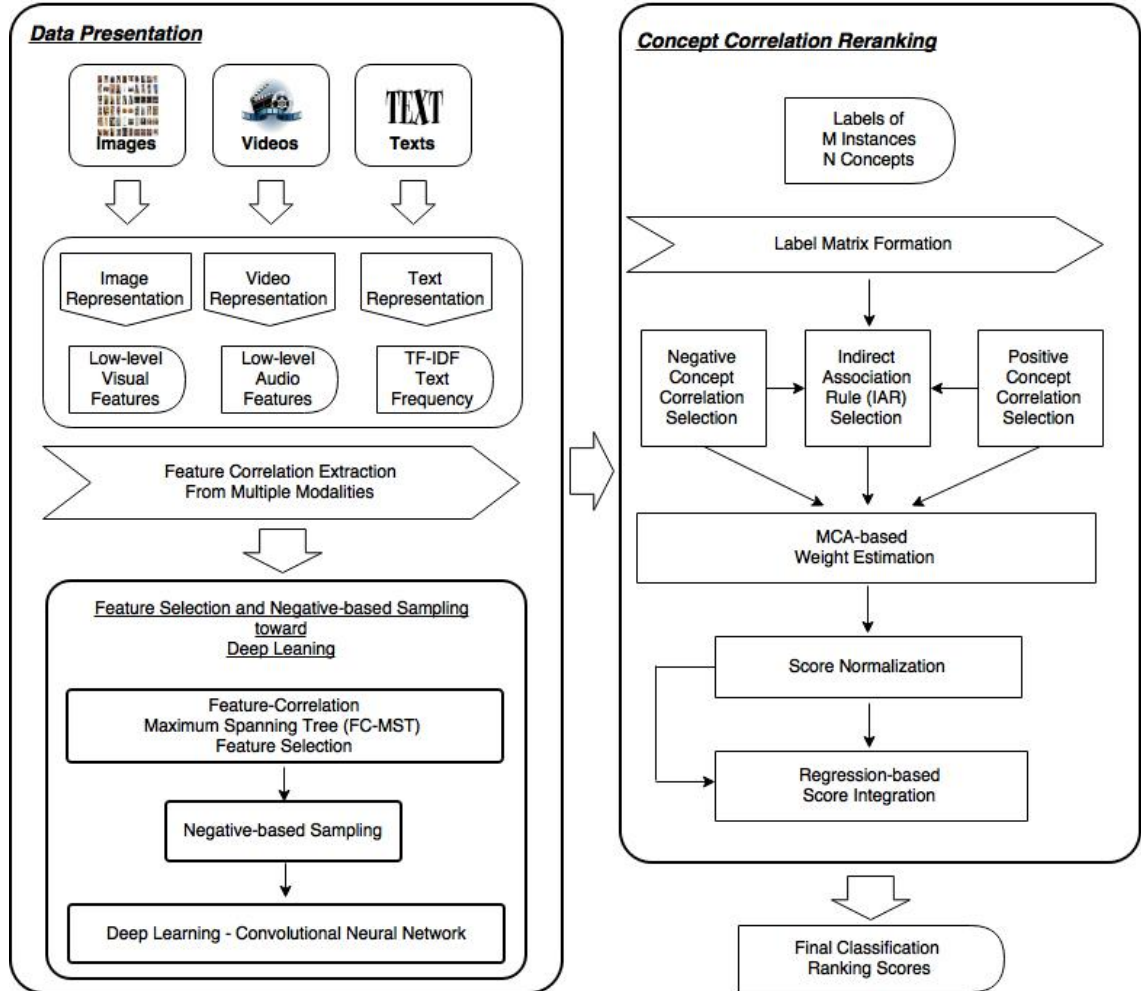 Data Presentation
Images
Videos
TEXT
Texts
Image
Representation
Video
Representation
Text
Representation
Low-level
Visual
Features
Low-level
Audio
Features
TF-IDF
Text
Frequency
Feature Correlation Extraction
From Multiple Modalities
Feature Selection and Negative-based Sampling
toward
Deep Leaning
Feature-Correlation
Maximum Spanning Tree (FC-MST)
Feature Selection
Negative-based Sampling
Deep Learning - Convolutional Neural Network
Concept Correlation Reranking
Labels of
M Instances
N Concepts
Label Matrix Formation
Negative
Concept
Correlation
Selection
Indirect
Association
Rule (IAR)
Selection
Positive
Concept
Correlation
Selection
MCA-based
Weight Estimation
Score Normalization
Regression-based
Score Integration
Final Classification
Ranking Scores